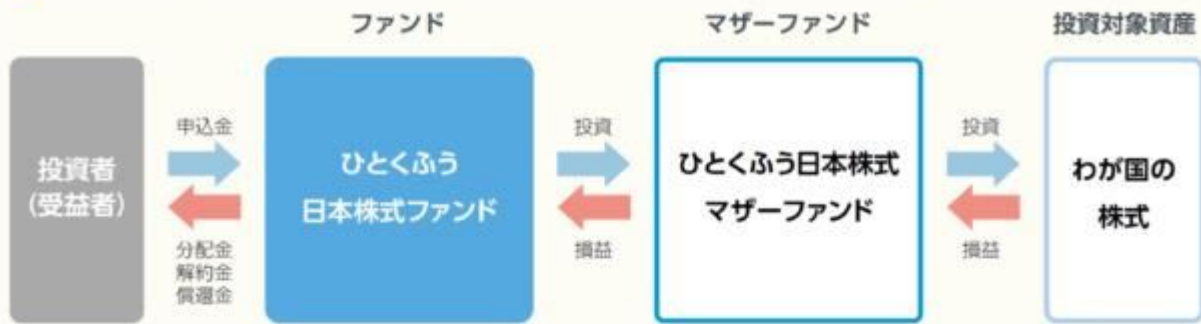 ファンド
マザーファンド
投資対象資産
投資者
(受益者)
申込金
分配金
解約金
償還金
ひとくふう
日本株式ファンド
投資
損益
ひとくふう日本株式
マザーファンド
投資
損益
わが国の
株式